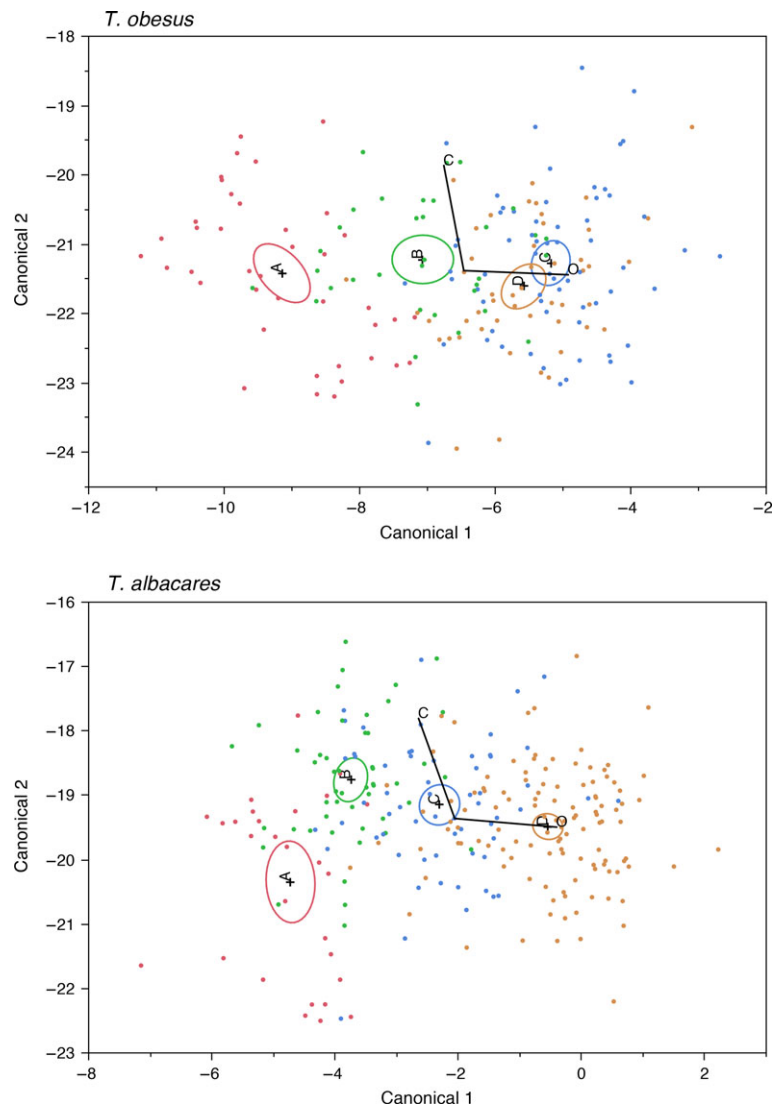 T. obesus
−18
−19
−20
−21
−22
−23
−24
Canonical 2
C
B
A
C
O
D
−12
−10
−8
−6
−4
−2
Canonical 1
T. albacares
−16
−17
−18
−19
−20
−21
−22
−23
Canonical 2
C
B
C
D
O
A
−8
−6
−4
−2
0
2
Canonical 1